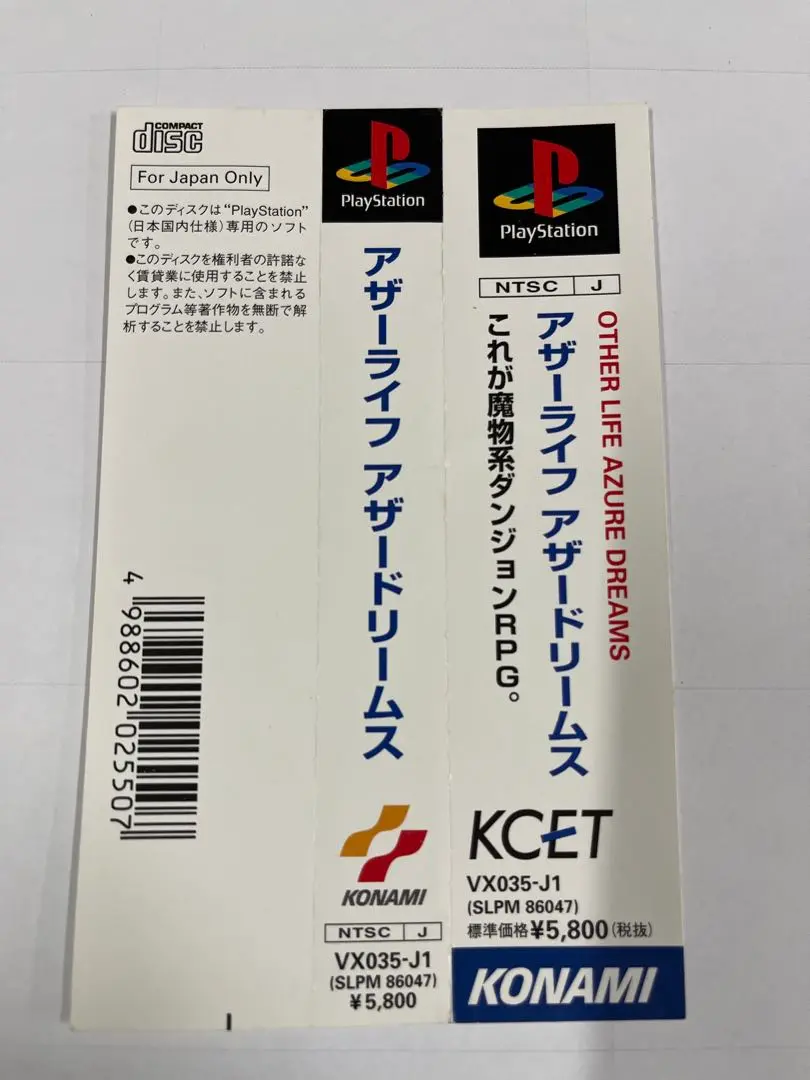 COMPACT
disc
For Japan Only
●このディスクは“PlayStation”
(日本国内仕様)専用のソフト
です。
●このディスクを権利者の許諾な
く賃貸業に使用することを禁止
します。また、ソフトに含まれる
プログラム等著作物を無断で解
析することを禁止します。
4 988602 025507
PlayStation
アザーライフ アザードリームス
KONAMI
NTSC J
VX035-J1
(SLPM 86047)
¥5,800
PlayStation
NTSC J
OTHER LIFE AZURE DREAMS
アザーライフ アザードリームス
これが魔物系ダンジョンRPG。
KCET
VX035-J1
(SLPM 86047)
標準価格¥5,800(税抜)
KONAMI